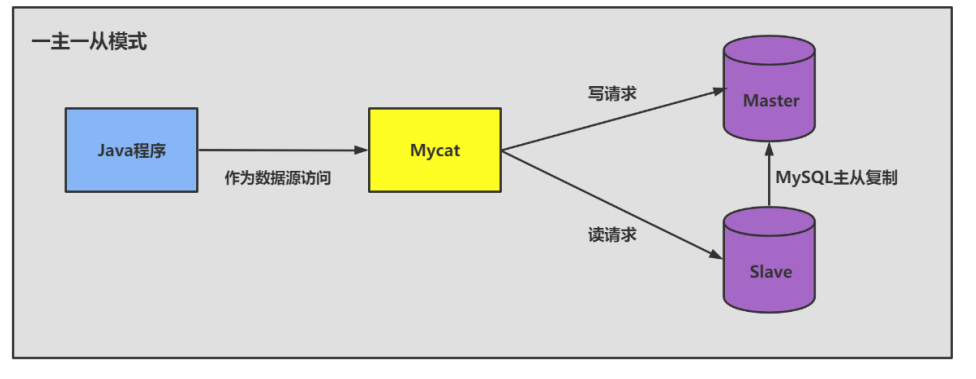 一主一从模式
Java程序
作为数据源访问
Mycat
写请求
读请求
Master
MySQL主从复制
Slave